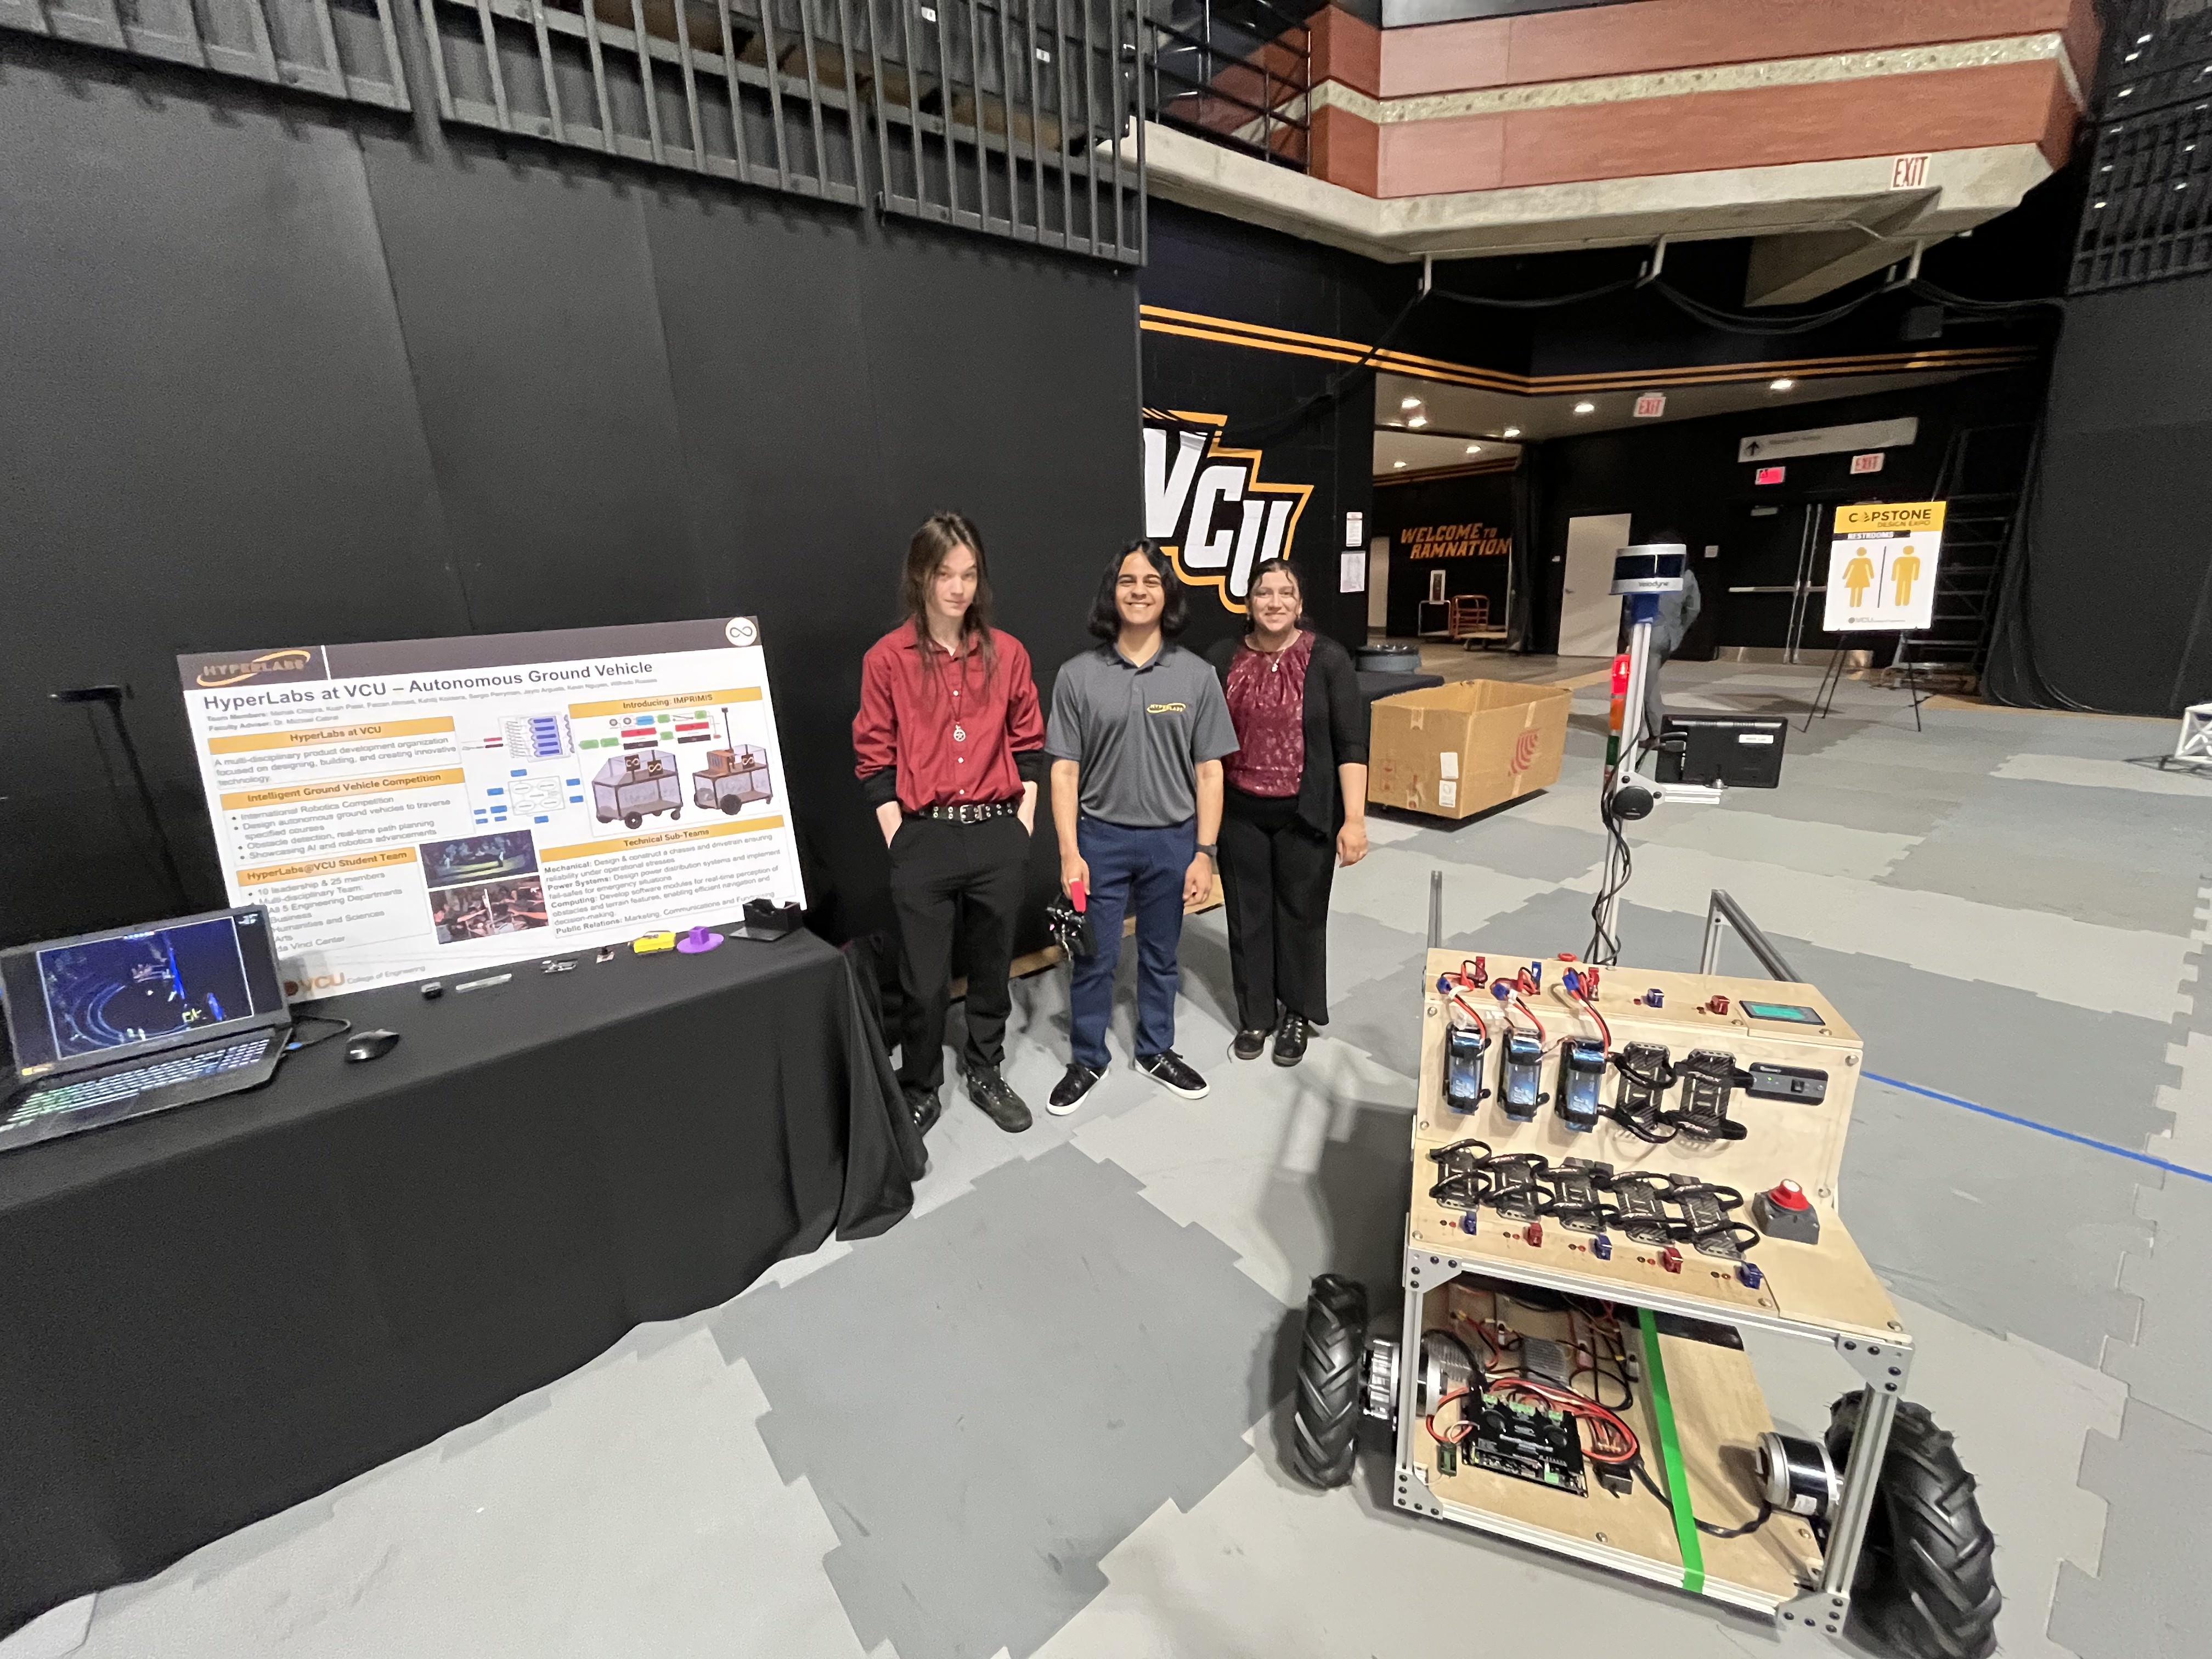 HYPERLABS
HyperLabs at VCU – Autonomous Ground Vehicle
Faculty Adviser: Dr. Michael Cabral
HyperLabs at VCU
A multi-disciplinary product development organization
focused on designing, building, and creating innovative
technology.
Intelligent Ground Vehicle Competition
• International Robotics Competition
• Design autonomous ground vehicles to traverse
specified courses
• Obstacle detection, real-time path planning
• Showcasing AI and robotics advancements
HyperLabs@VCU Student Team
• 10 leadership & 25 members
Multi-disciplinary Team:
All 5 Engineering Departments
Business
Humanities and Sciences
Arts
da Vinci Center
VCU College of Engineering
Introducing: IMPRIMIS
Technical Sub-Teams
Mechanical: Design & construct a chassis and drivetrain ensuring
reliability under operational stresses
Power Systems: Design power distribution systems and implement
fail-safes for emergency situations
Computing: Develop software modules for real-time perception of
obstacles and terrain features, enabling efficient navigation and
decision-making.
Public Relations: Marketing, Communications and
HYPERLABS
VCU
WELCOME TO
RAMNATION
EXIT
EXIT
EXIT
CAPSTONE
DESIGN EXPO
RESTROOMS
Velodyne